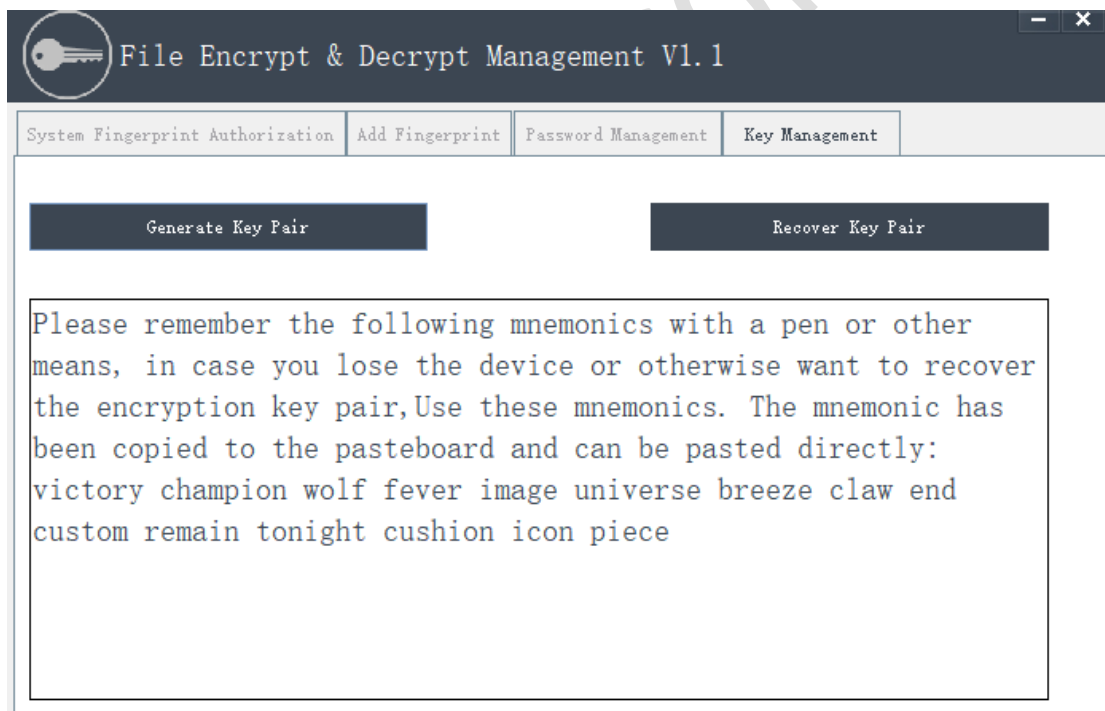 File Encrypt & Decrypt Management V1.1
System Fingerprint Authorization Add Fingerprint Password Management Key Management
Generate Key Pair Recover Key Pair
Please remember the following mnemonics with a pen or other
means, in case you lose the device or otherwise want to recover
the encryption key pair,Use these mnemonics. The mnemonic has
been copied to the pasteboard and can be pasted directly:
victory champion wolf fever image universe breeze claw end
custom remain tonight cushion icon piece